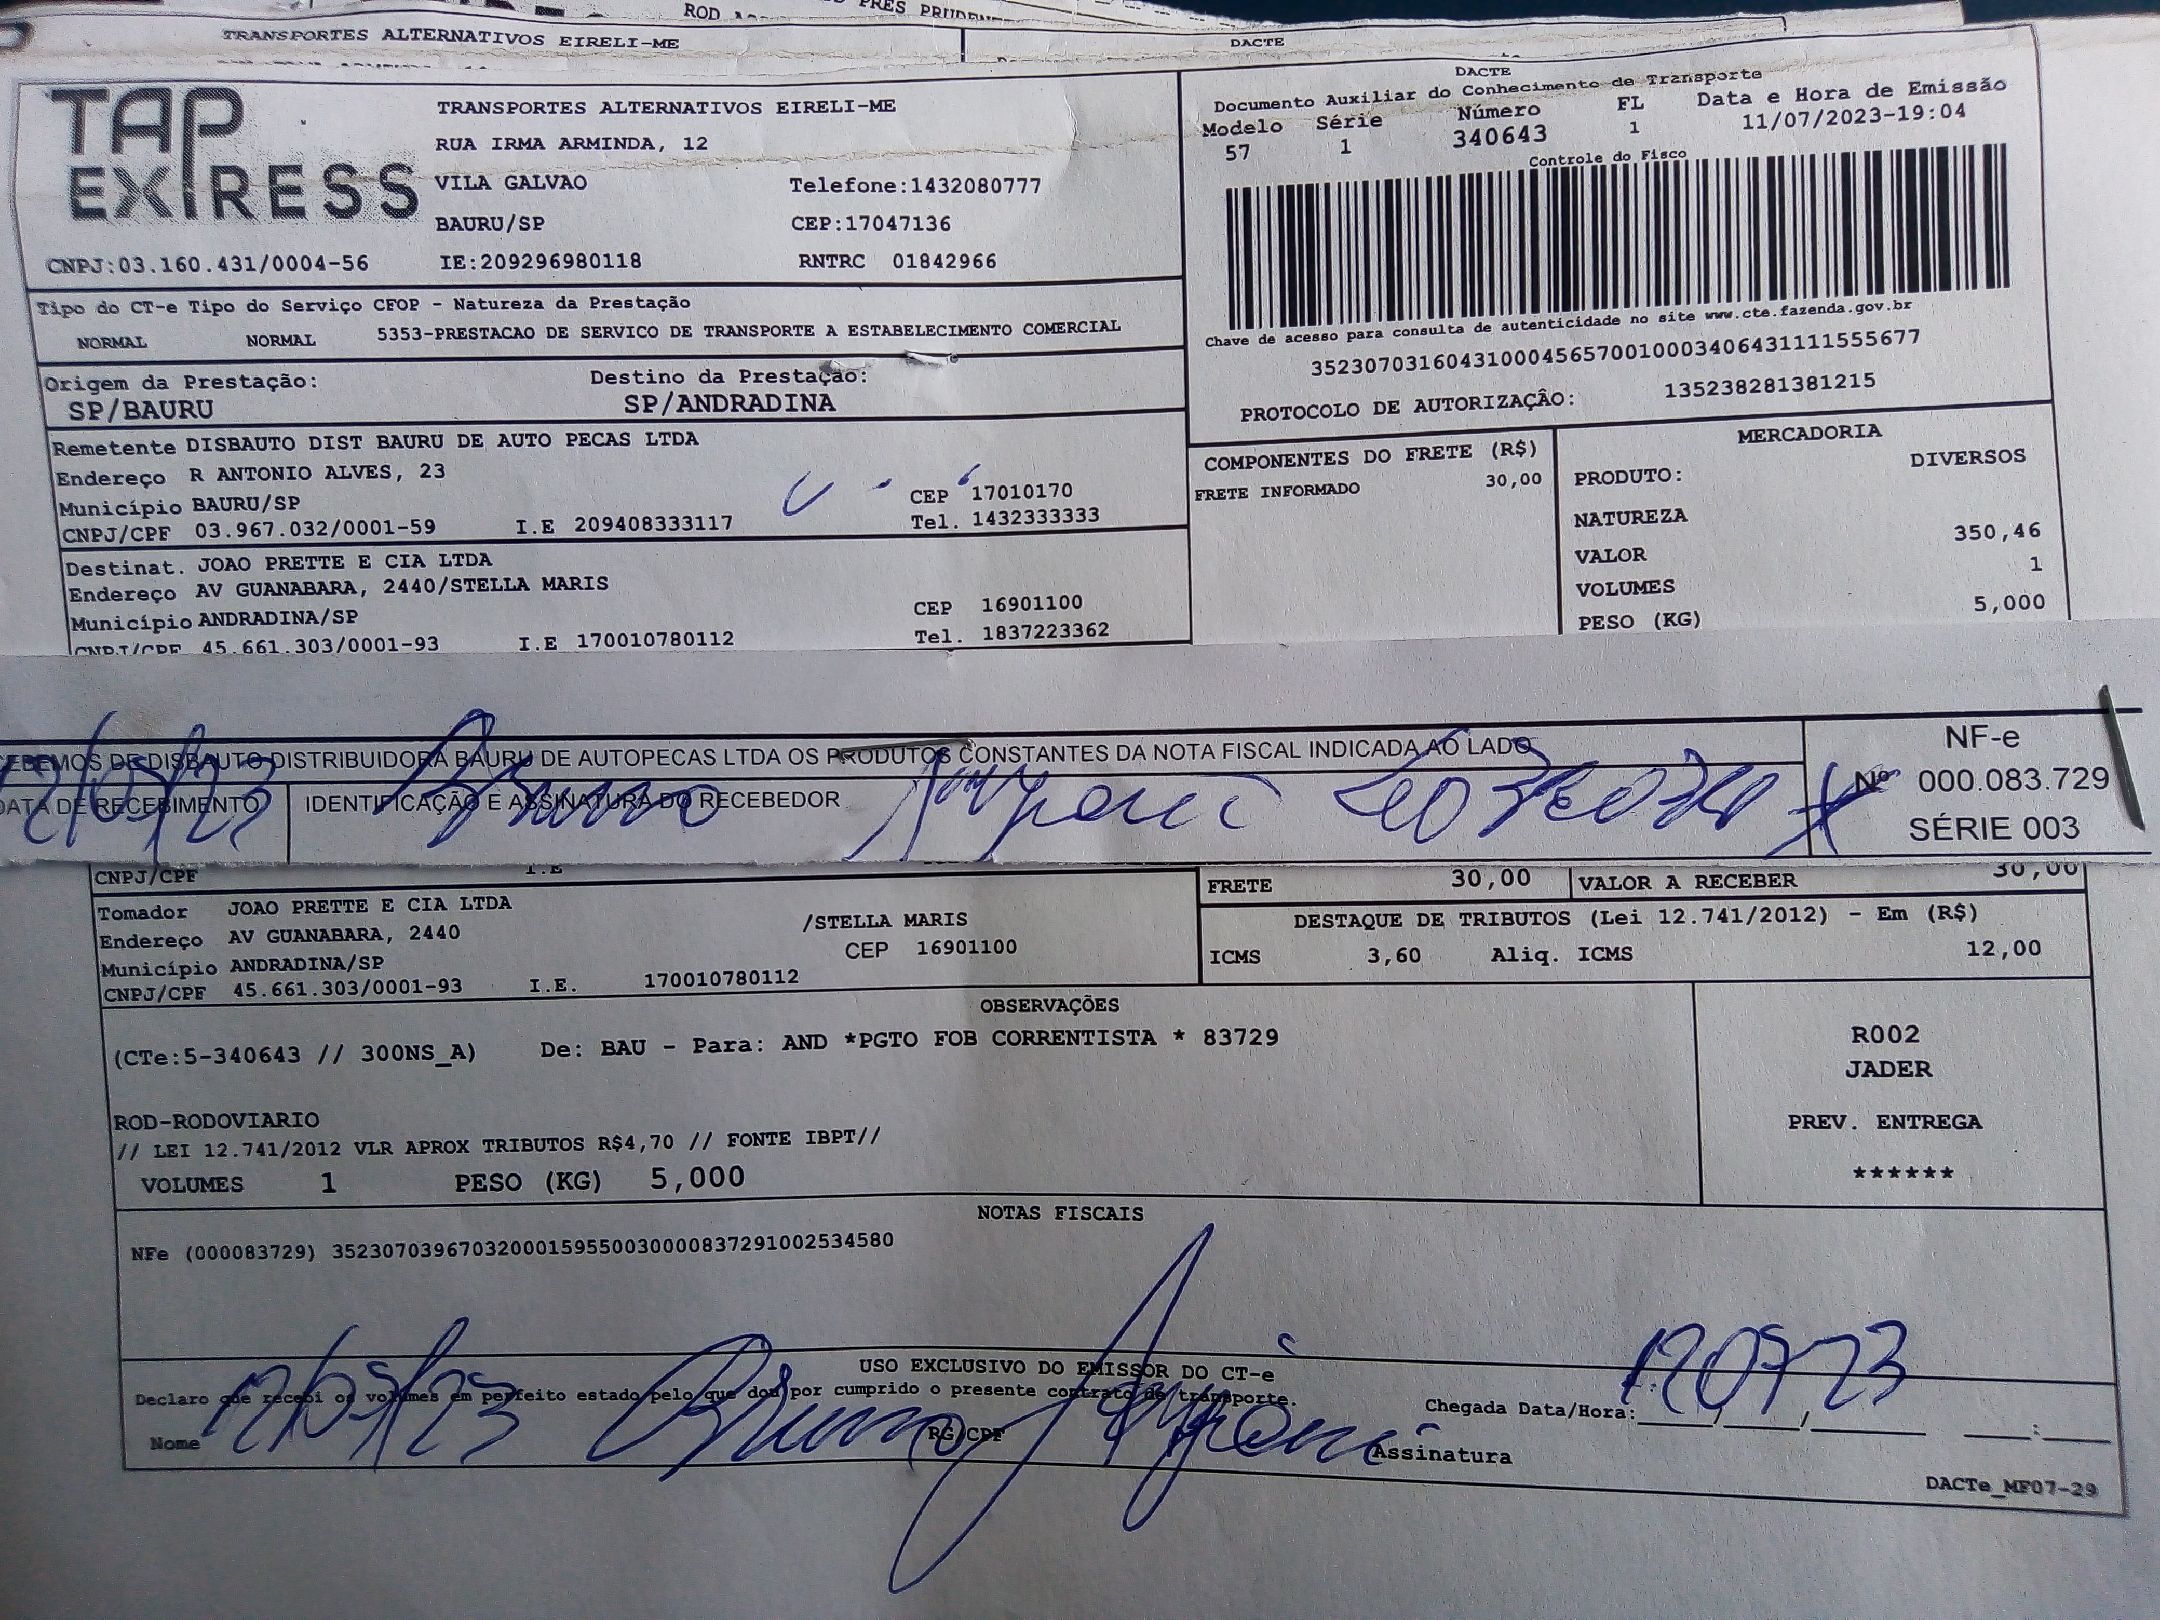 ROD
PRES PRUDEN
TRANSPORTES ALTERNATIVOS EIRELI-ME
DACTE
TAP
EXPRESS
TRANSPORTES ALTERNATIVOS EIRELI-ME
RUA IRMA ARMINDA, 12
VILA GALVAO Telefone:1432080777
BAURU/SP CEP:17047136
CNPJ:03.160.431/0004-56 IE:209296980118 RNTRC 01842966
DACTE
Documento Auxiliar do Conhecimento de Transporte
Modelo Série Número FL Data e Hora de Emissão
57 1 340643 1 11/07/2023-19:04
Controle do Fisco
Chave de acesso para consulta de autenticidade no site www.cte.fazenda.gov.br
35230703160431000456570010003406431111555677
PROTOCOLO DE AUTORIZAÇÃO: 135238281381215
Tipo do CT-e Tipo do Serviço CFOP - Natureza da Prestação
NORMAL NORMAL 5353-PRESTACAO DE SERVICO DE TRANSPORTE A ESTABELECIMENTO COMERCIAL
Origem da Prestação: Destino da Prestação:
SP/BAURU SP/ANDRADINA
Remetente DISBAUTO DIST BAURU DE AUTO PECAS LTDA
Endereço R ANTONIO ALVES, 23
Município BAURU/SP CEP 17010170
CNPJ/CPF 03.967.032/0001-59 I.E 209408333117 Tel. 1432333333
Destinat. JOAO PRETTE E CIA LTDA
Endereço AV GUANABARA, 2440/STELLA MARIS
Município ANDRADINA/SP CEP 16901100
CNPJ/CPF 45.661.303/0001-93 I.E 170010780112 Tel. 1837223362
COMPONENTES DO FRETE (R$)
FRETE INFORMADO 30,00
MERCADORIA
PRODUTO: DIVERSOS
NATUREZA
VALOR 350,46
VOLUMES 1
PESO (KG) 5,000
EBEMOS DE DISBAUTO DISTRIBUIDORA BAURU DE AUTOPECAS LTDA OS PRODUTOS CONSTANTES DA NOTA FISCAL INDICADA AO LADO
DATA DE RECEBIMENTO IDENTIFICAÇÃO E ASSINATURA DO RECEBEDOR
12/07/23 Bruno
NF-e
Nº 000.083.729
SÉRIE 003
CNPJ/CPF I.E
FRETE 30,00 VALOR A RECEBER 30,00
Tomador JOAO PRETTE E CIA LTDA
Endereço AV GUANABARA, 2440 /STELLA MARIS
Município ANDRADINA/SP CEP 16901100
CNPJ/CPF 45.661.303/0001-93 I.E. 170010780112
DESTAQUE DE TRIBUTOS (Lei 12.741/2012) - Em (R$)
ICMS 3,60 Aliq. ICMS 12,00
OBSERVAÇÕES
(CTe:5-340643 // 300NS_A) De: BAU - Para: AND *PGTO FOB CORRENTISTA * 83729
ROD-RODOVIARIO
// LEI 12.741/2012 VLR APROX TRIBUTOS R$4,70 // FONTE IBPT//
VOLUMES 1 PESO (KG) 5,000
R002
JADER
PREV. ENTREGA
******
NOTAS FISCAIS
NFe (000083729) 35230703967032000159550030000837291002534580
USO EXCLUSIVO DO EMISSOR DO CT-e
Declaro que recebi os volumes em perfeito estado pelo que dou por cumprido o presente contrato de transporte.
Chegada Data/Hora: 12 07 23
Nome 12/07/23 Bruno RG/CPF Assinatura
DACTe_MF07-29